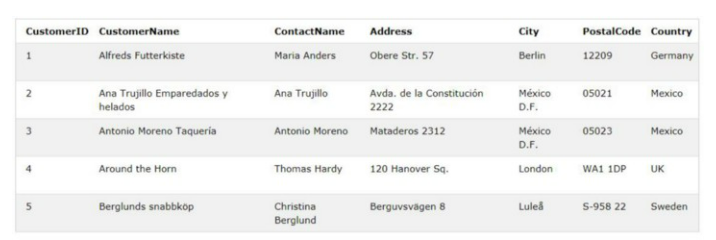 CustomerID CustomerName ContactName Address City PostalCode Country
1 Alfreds Futterkiste Maria Anders Obere Str. 57 Berlin 12209 Germany
2 Ana Trujillo Emparedados y helados Ana Trujillo Avda. de la Constitución 2222 México D.F. 05021 Mexico
3 Antonio Moreno Taquería Antonio Moreno Mataderos 2312 México D.F. 05023 Mexico
4 Around the Horn Thomas Hardy 120 Hanover Sq. London WA1 1DP UK
5 Berglunds snabbköp Christina Berglund Berguvsvägen 8 Luleå S-958 22 Sweden